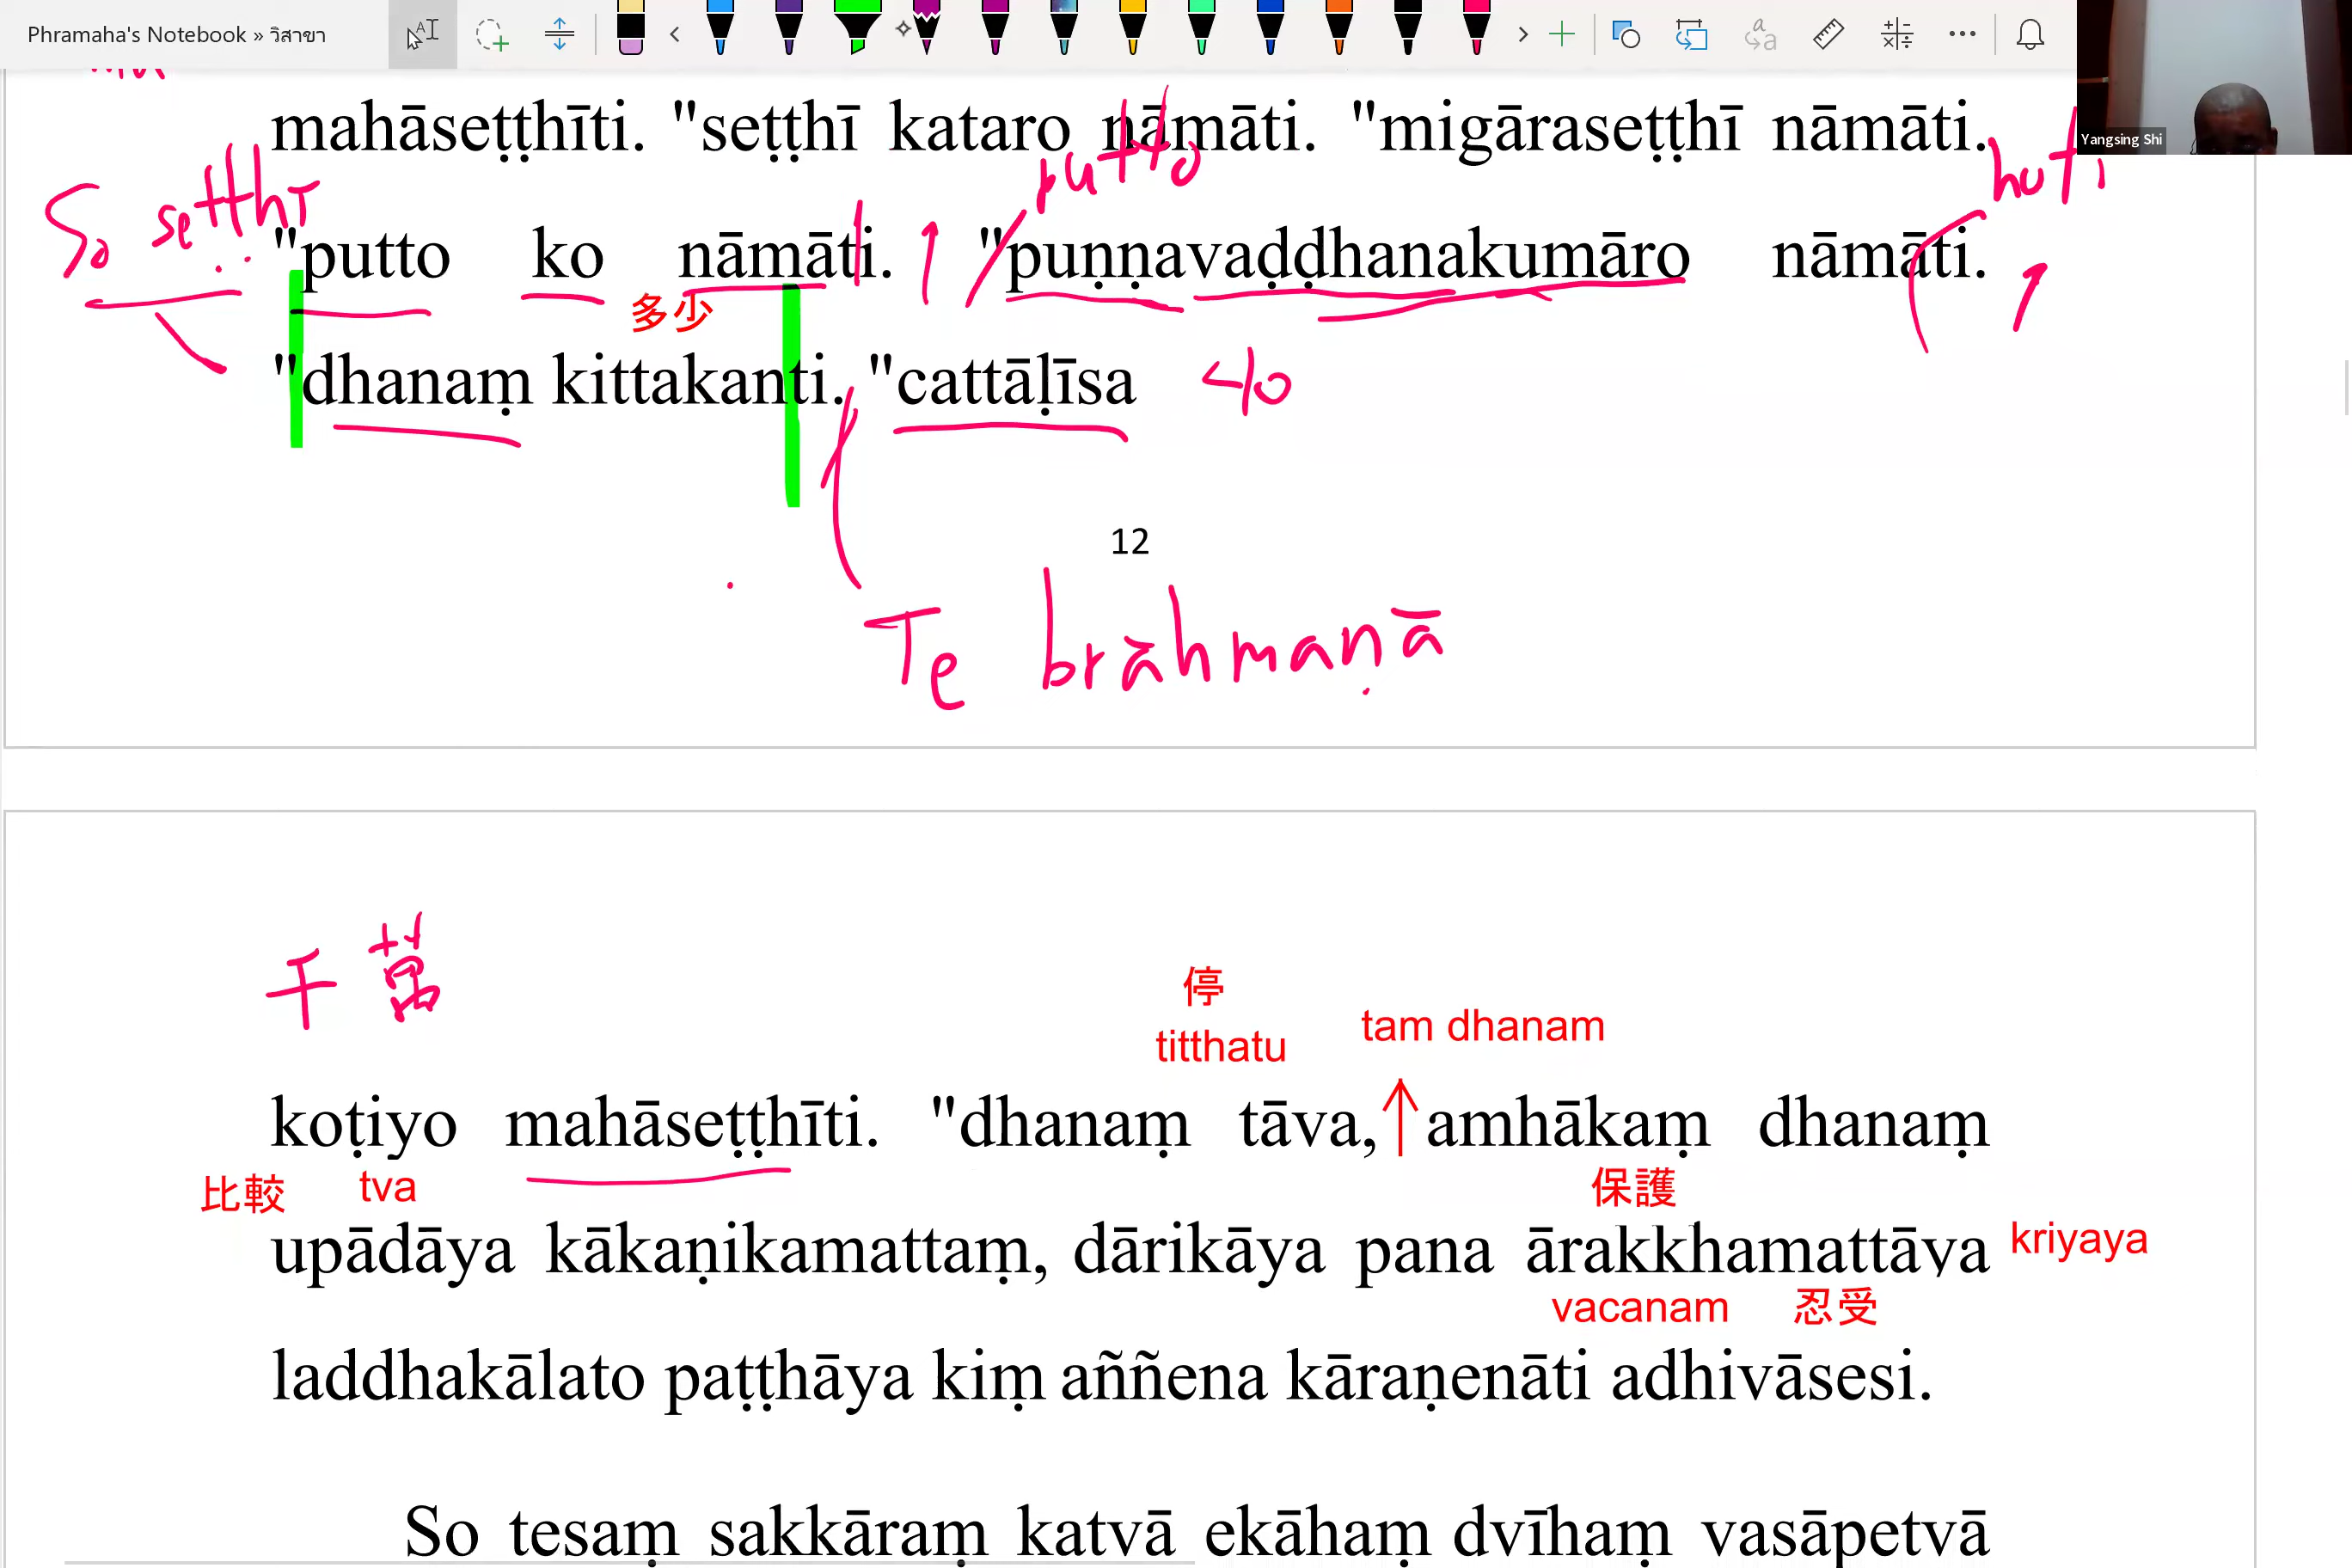 Phramaha's Notebook » วิสาขา
Yangsing Shi
mahāseṭṭhīti. "seṭṭhī kataro nāmāti. "migāraseṭṭhī nāmāti.
putto
hoti
So seṭṭhī
"putto ko nāmāti. "puṇṇavaḍḍhanakumāro nāmāti.
多少
"dhanaṃ kittakanti. "cattāḷīsa 40
12
Te brāhmaṇā
千萬
停
titthatu
tam dhanam
koṭiyo mahāseṭṭhīti. "dhanaṃ tāva, amhākaṃ dhanaṃ
比較 tva
保護
upādāya kākaṇikamattaṃ, dārikāya pana ārakkhamattāya kriyaya
vacanam 忍受
laddhakālato paṭṭhāya kiṃ aññena kāraṇenāti adhivāsesi.
So tesaṃ sakkāraṃ katvā ekāhaṃ dvīhaṃ vasāpetvā